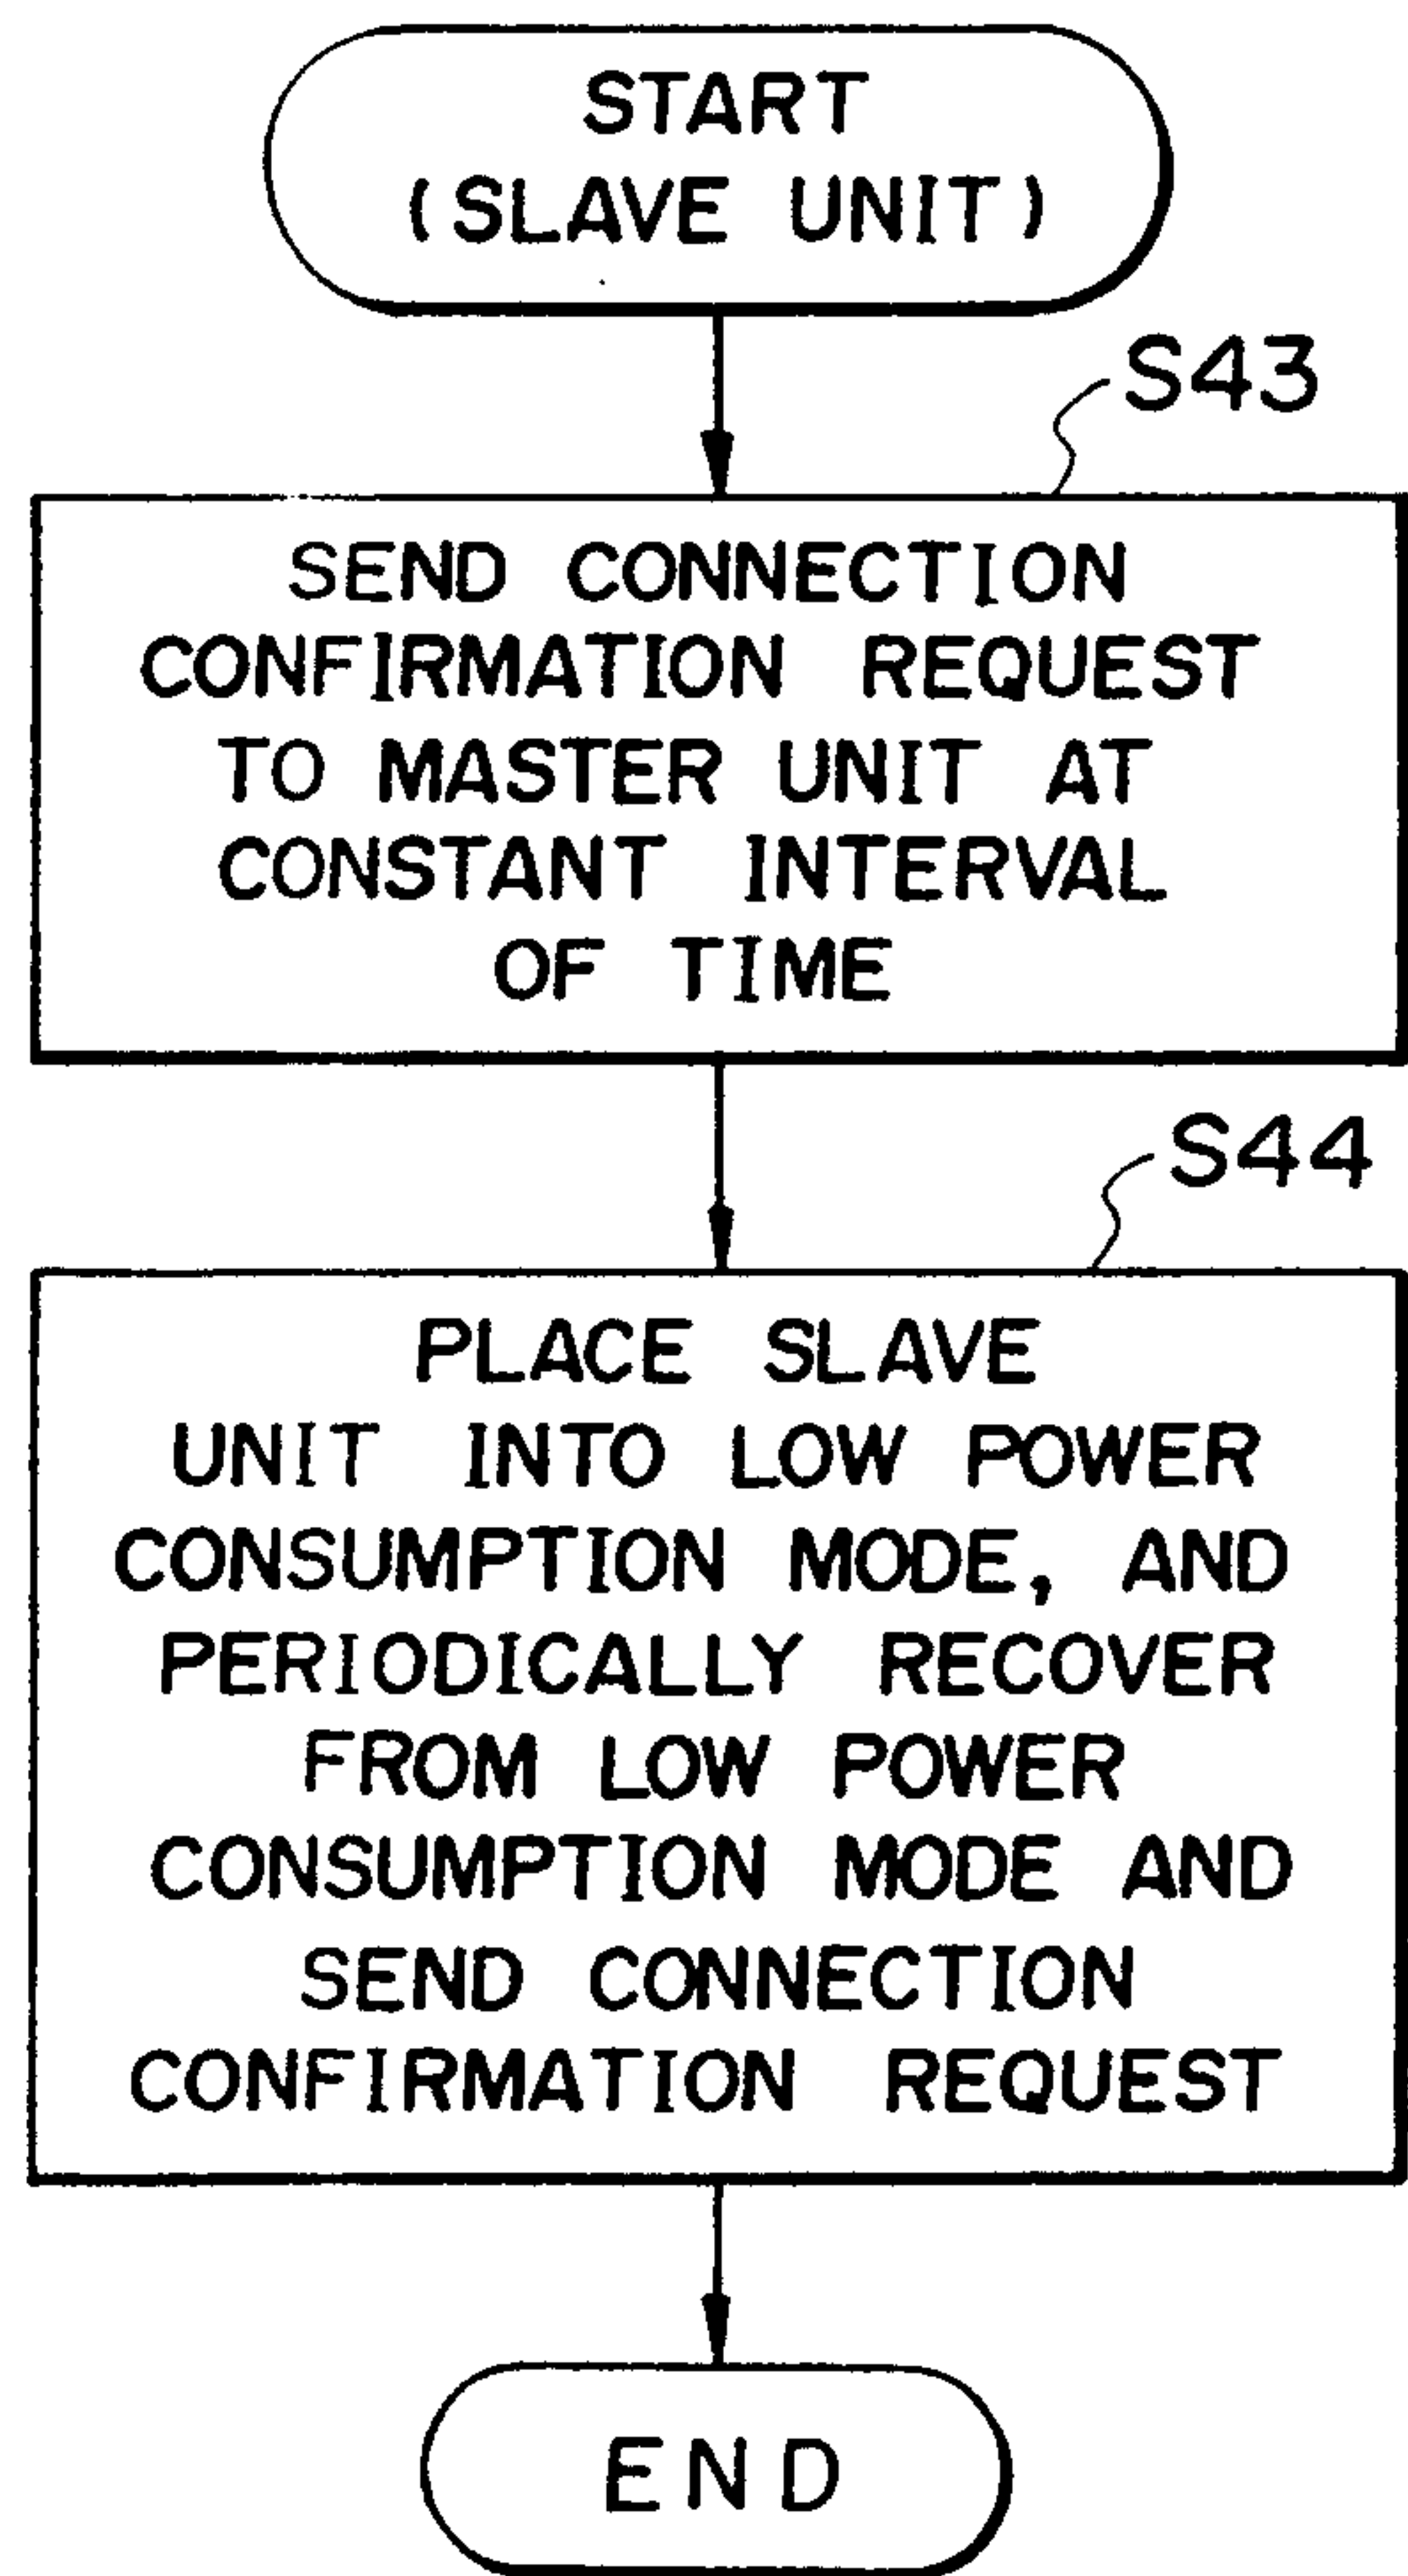 START
(SLAVE UNIT)
S43
SEND CONNECTION
CONFIRMATION REQUEST
TO MASTER UNIT AT
CONSTANT INTERVAL
OF TIME
S44
PLACE SLAVE
UNIT INTO LOW POWER
CONSUMPTION MODE, AND
PERIODICALLY RECOVER
FROM LOW POWER
CONSUMPTION MODE AND
SEND CONNECTION
CONFIRMATION REQUEST
END